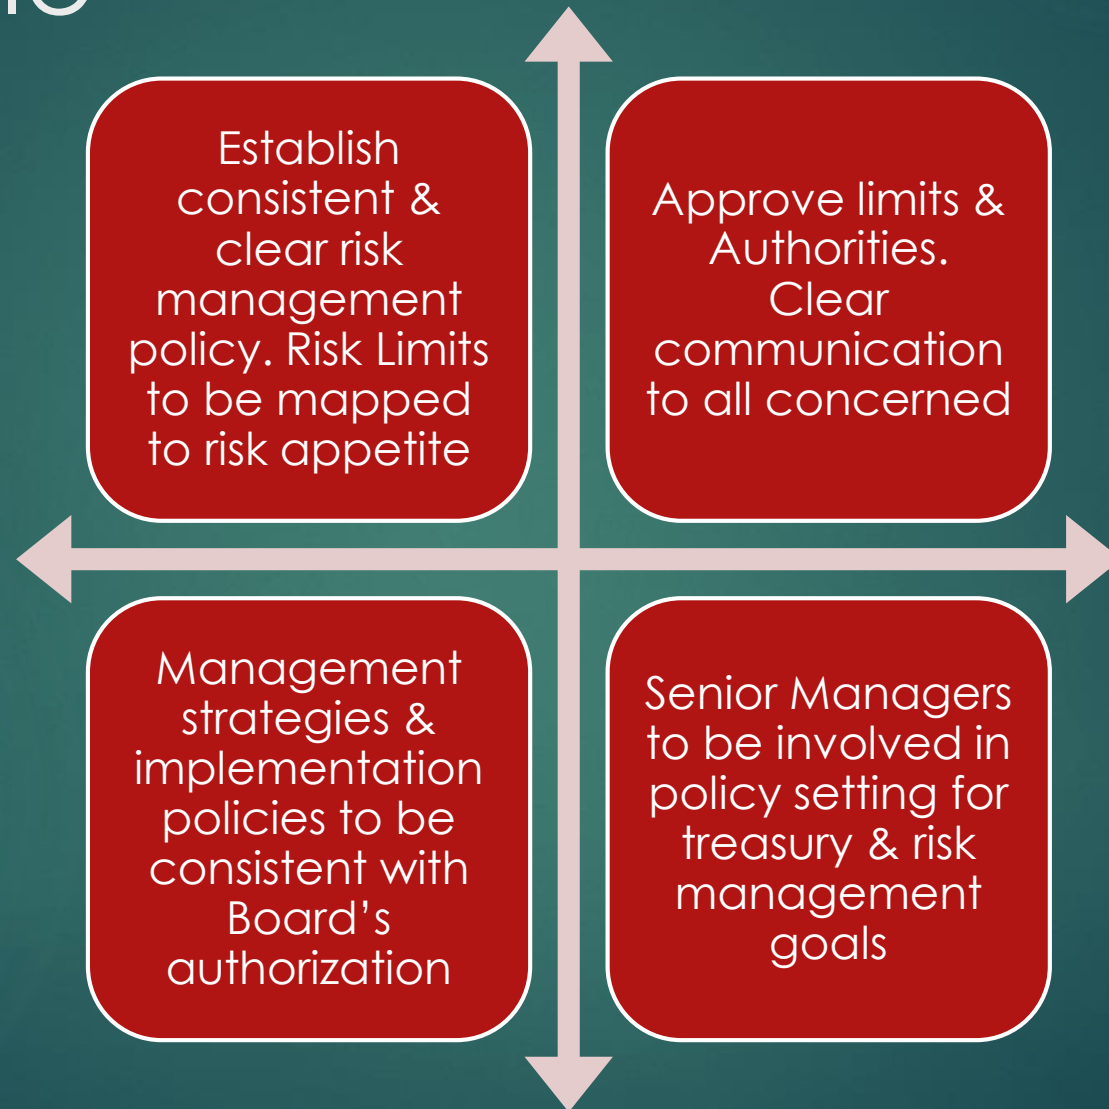 Establish
consistent &
clear risk
management
policy. Risk Limits
to be mapped
to risk appetite
Approve limits &
Authorities.
Clear
communication
to all concerned
Management
strategies &
implementation
policies to be
consistent with
Board’s
authorization
Senior Managers
to be involved in
policy setting for
treasury & risk
management
goals